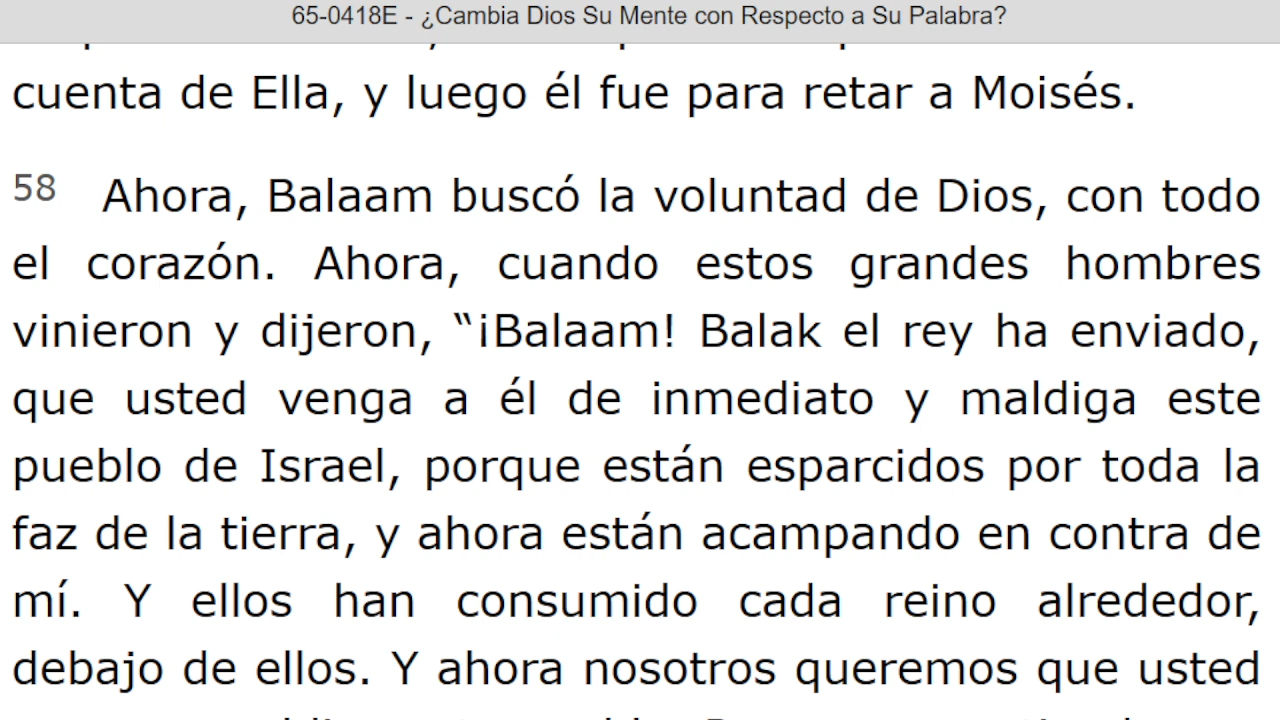 65-0418E - ¿Cambia Dios Su Mente con Respecto a Su Palabra?
cuenta de Ella, y luego él fue para retar a Moisés.
58 Ahora, Balaam buscó la voluntad de Dios, con todo
el corazón. Ahora, cuando estos grandes hombres
vinieron y dijeron, “¡Balaam! Balak el rey ha enviado,
que usted venga a él de inmediato y maldiga este
pueblo de Israel, porque están esparcidos por toda la
faz de la tierra, y ahora están acampando en contra de
mí. Y ellos han consumido cada reino alrededor,
debajo de ellos. Y ahora nosotros queremos que usted